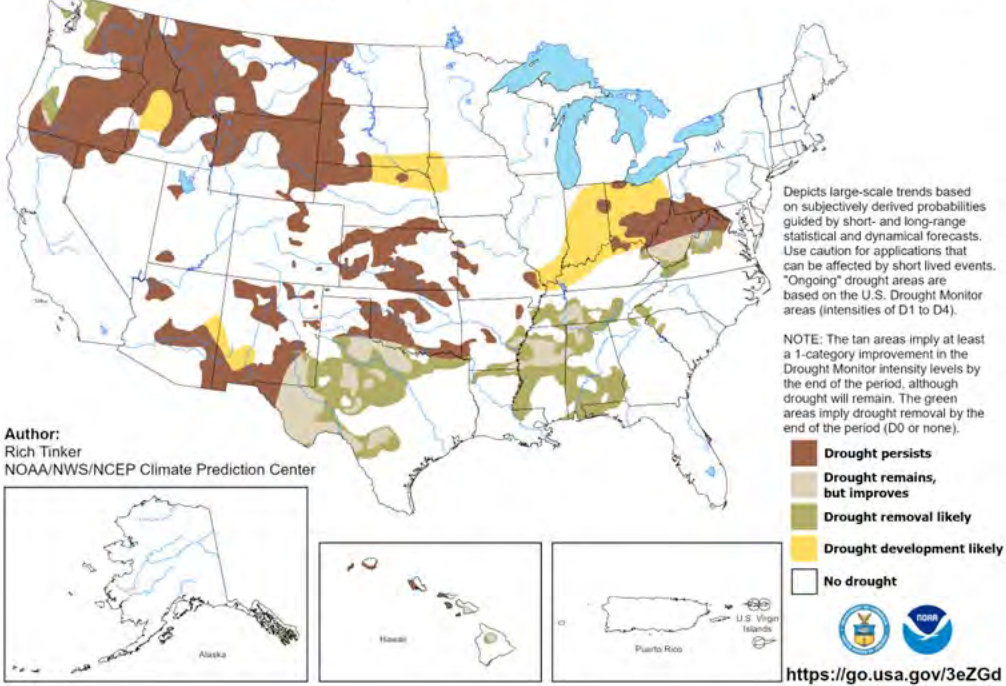 Depicts large-scale trends based
on subjectively derived probabilities
guided by short- and long-range
statistical and dynamical forecasts.
Use caution for applications that
can be affected by short lived events.
"Ongoing" drought areas are
based on the U.S. Drought Monitor
areas (intensities of D1 to D4).
NOTE: The tan areas imply at least
a 1-category improvement in the
Drought Monitor intensity levels by
the end of the period, although
drought will remain. The green
areas imply drought removal by the
end of the period (D0 or none).
Author:
Rich Tinker
NOAA/NWS/NCEP Climate Prediction Center
Drought persists
Drought remains,
but improves
Drought removal likely
Drought development likely
No drought
Alaska
Hawaii
Puerto Rico
U.S. Virgin
Islands
NOAA
https://go.usa.gov/3eZGd